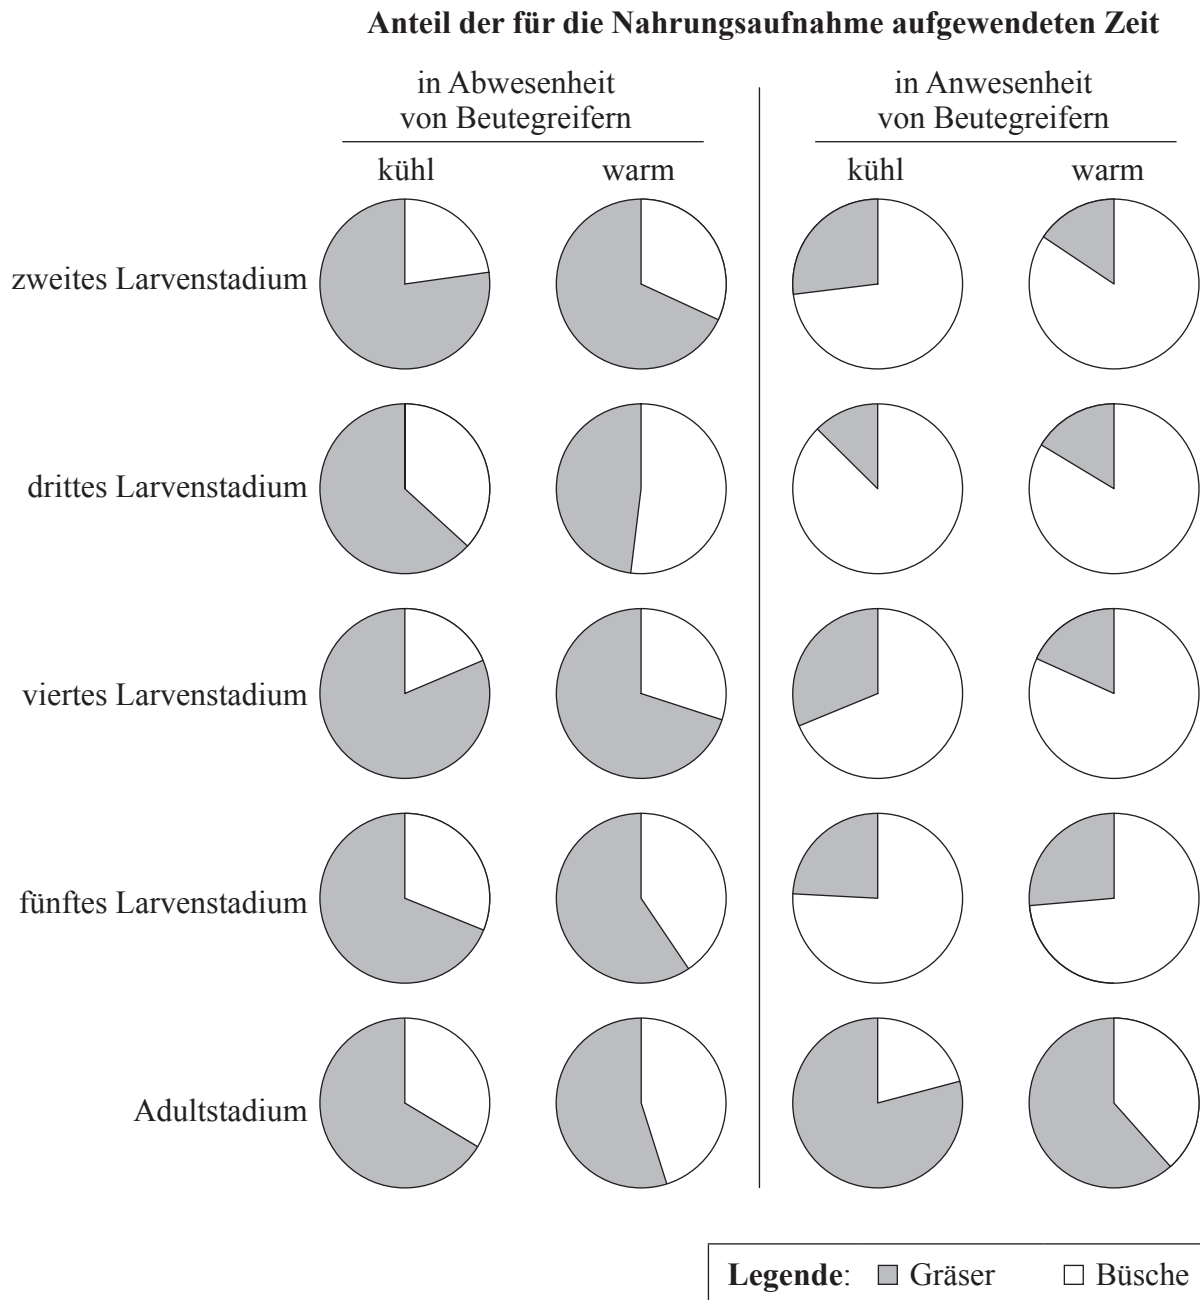 Anteil der für die Nahrungsaufnahme aufgewendeten Zeit
in Abwesenheit
von Beutegreifern
in Anwesenheit
von Beutegreifern
kühl
warm
kühl
warm
zweites Larvenstadium
drittes Larvenstadium
viertes Larvenstadium
fünftes Larvenstadium
Adultstadium
Legende: Gräser Büsche